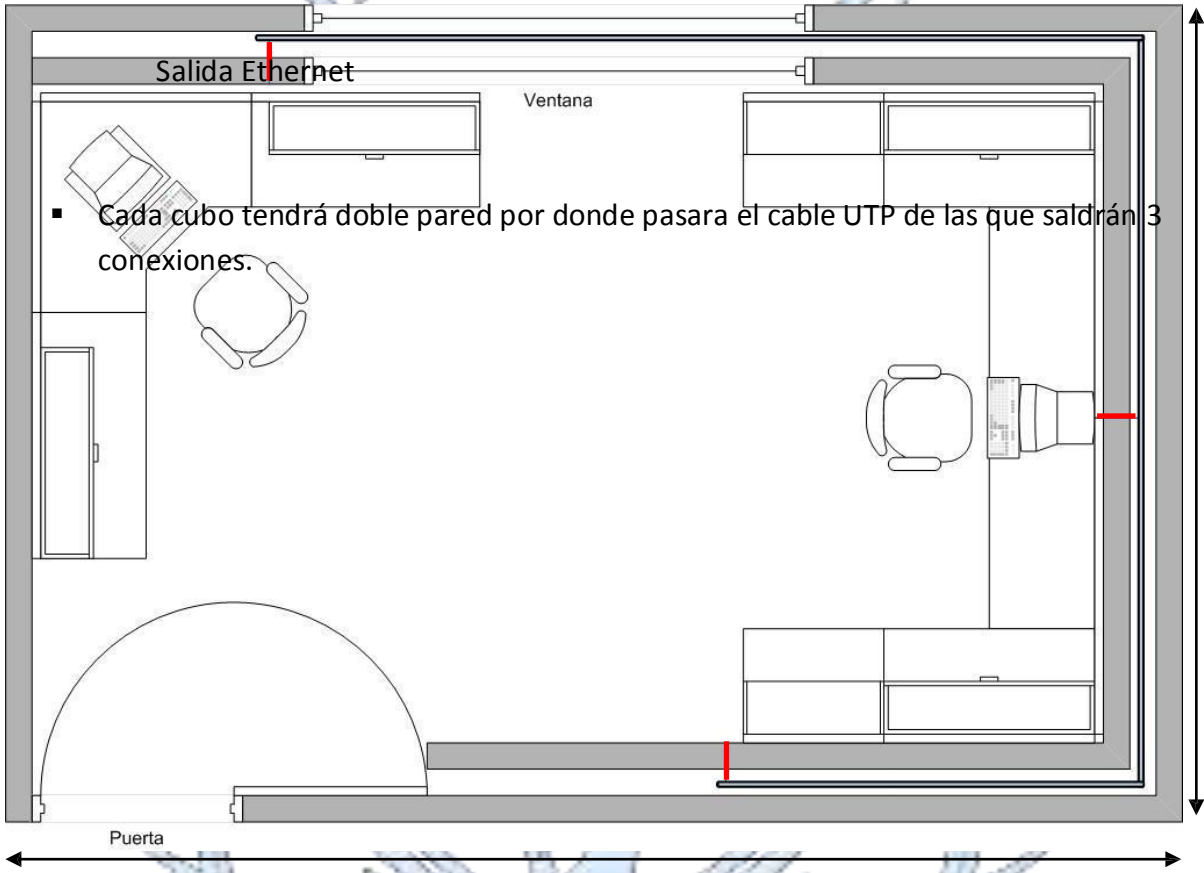 Salida Ethernet
Ventana
▪ Cada cubo tendrá doble pared por donde pasara el cable UTP de las que saldrán 3
conexiones.
Puerta